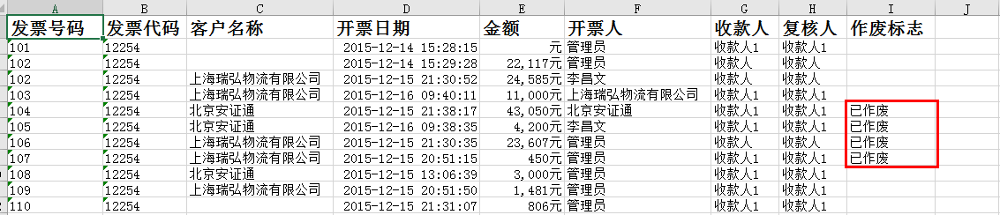 A B C D E F G H I J
发票号码 发票代码 客户名称 开票日期 金额 开票人 收款人 复核人 作废标志
101 12254 2015-12-14 15:28:15 元 管理员 收款人1 收款人1
102 12254 2015-12-14 15:29:28 22,117元 管理员 收款人 收款人
102 12254 上海瑞弘物流有限公司 2015-12-15 21:30:52 24,585元 李昌文 收款人 收款人
103 12254 上海瑞弘物流有限公司 2015-12-16 09:40:11 11,000元 上海瑞弘物流有限公司 收款人1 收款人1
104 12254 北京安证通 2015-12-15 21:38:17 43,050元 北京安证通 收款人1 收款人1 已作废
105 12254 北京安证通 2015-12-16 09:38:35 4,200元 李昌文 收款人1 收款人1 已作废
106 12254 上海瑞弘物流有限公司 2015-12-15 21:30:35 23,607元 管理员 收款人 收款人 已作废
107 12254 上海瑞弘物流有限公司 2015-12-15 20:51:15 450元 管理员 收款人1 收款人1 已作废
108 12254 北京安证通 2015-12-15 13:06:39 3,000元 管理员 收款人1 收款人1
109 12254 上海瑞弘物流有限公司 2015-12-15 20:51:50 1,481元 管理员 收款人1 收款人1
110 12254 2015-12-15 21:31:07 806元 管理员 收款人1 收款人1